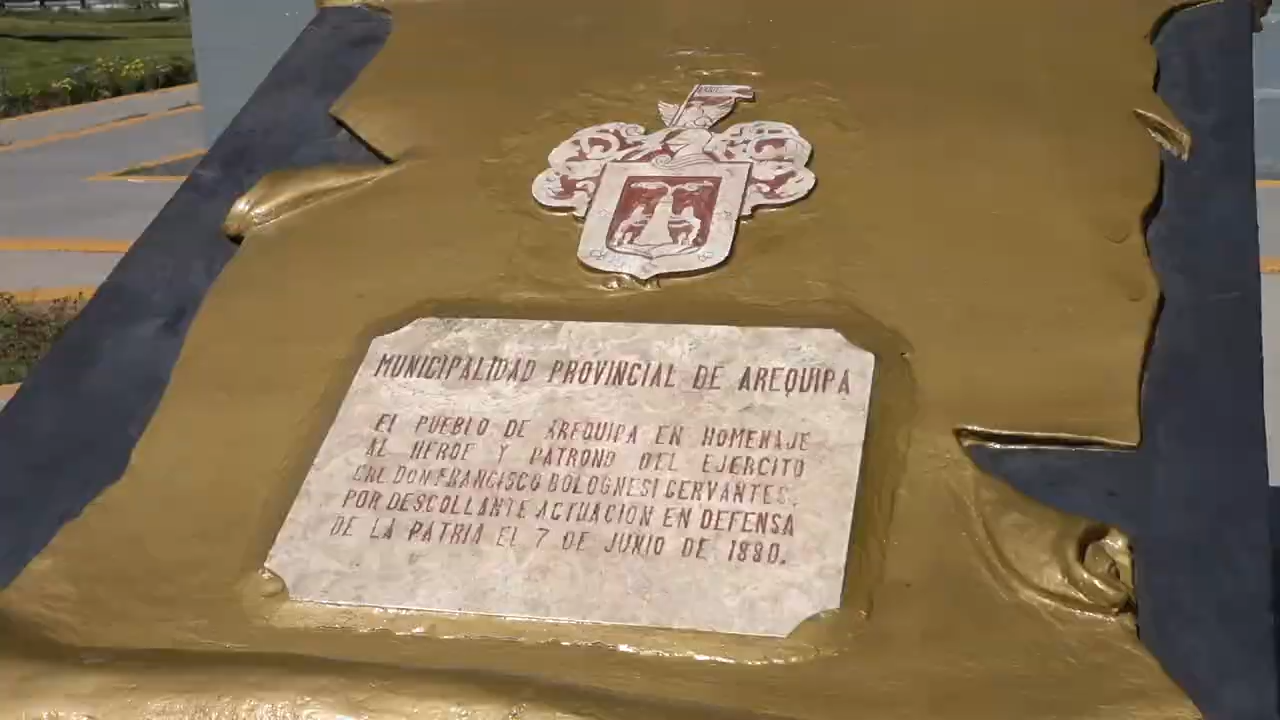 MUNICIPALIDAD PROVINCIAL DE AREQUIPA
EL PUEBLO DE AREQUIPA EN HOMENAJE
AL HEROE Y PATRONO DEL EJERCITO
CRL DON FRANCISCO BOLOGNESI CERVANTES,
POR DESCOLLANTE ACTUACION EN DEFENSA
DE LA PATRIA EL 7 DE JUNIO DE 1880.